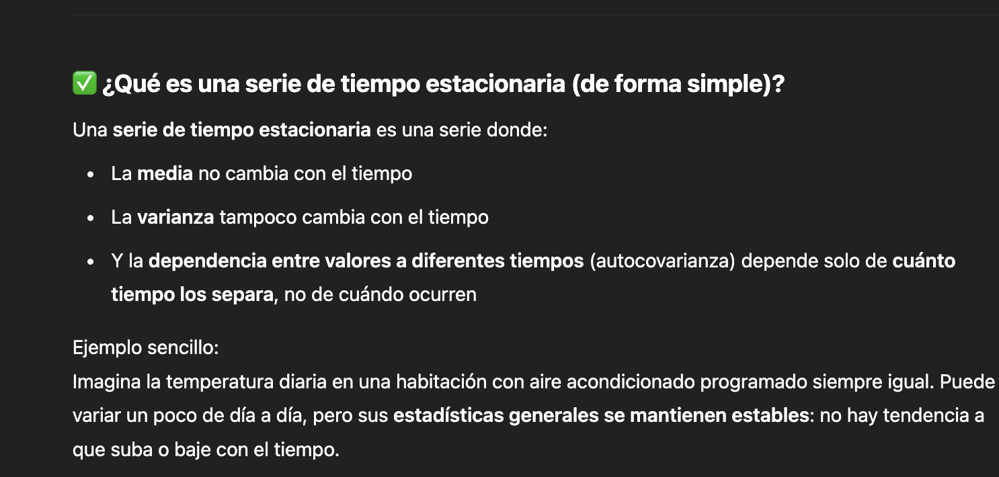 ✅ ¿Qué es una serie de tiempo estacionaria (de forma simple)?
Una serie de tiempo estacionaria es una serie donde:
• La media no cambia con el tiempo
• La varianza tampoco cambia con el tiempo
• Y la dependencia entre valores a diferentes tiempos (autocovarianza) depende solo de cuánto
tiempo los separa, no de cuándo ocurren
Ejemplo sencillo:
Imagina la temperatura diaria en una habitación con aire acondicionado programado siempre igual. Puede
variar un poco de día a día, pero sus estadísticas generales se mantienen estables: no hay tendencia a
que suba o baje con el tiempo.